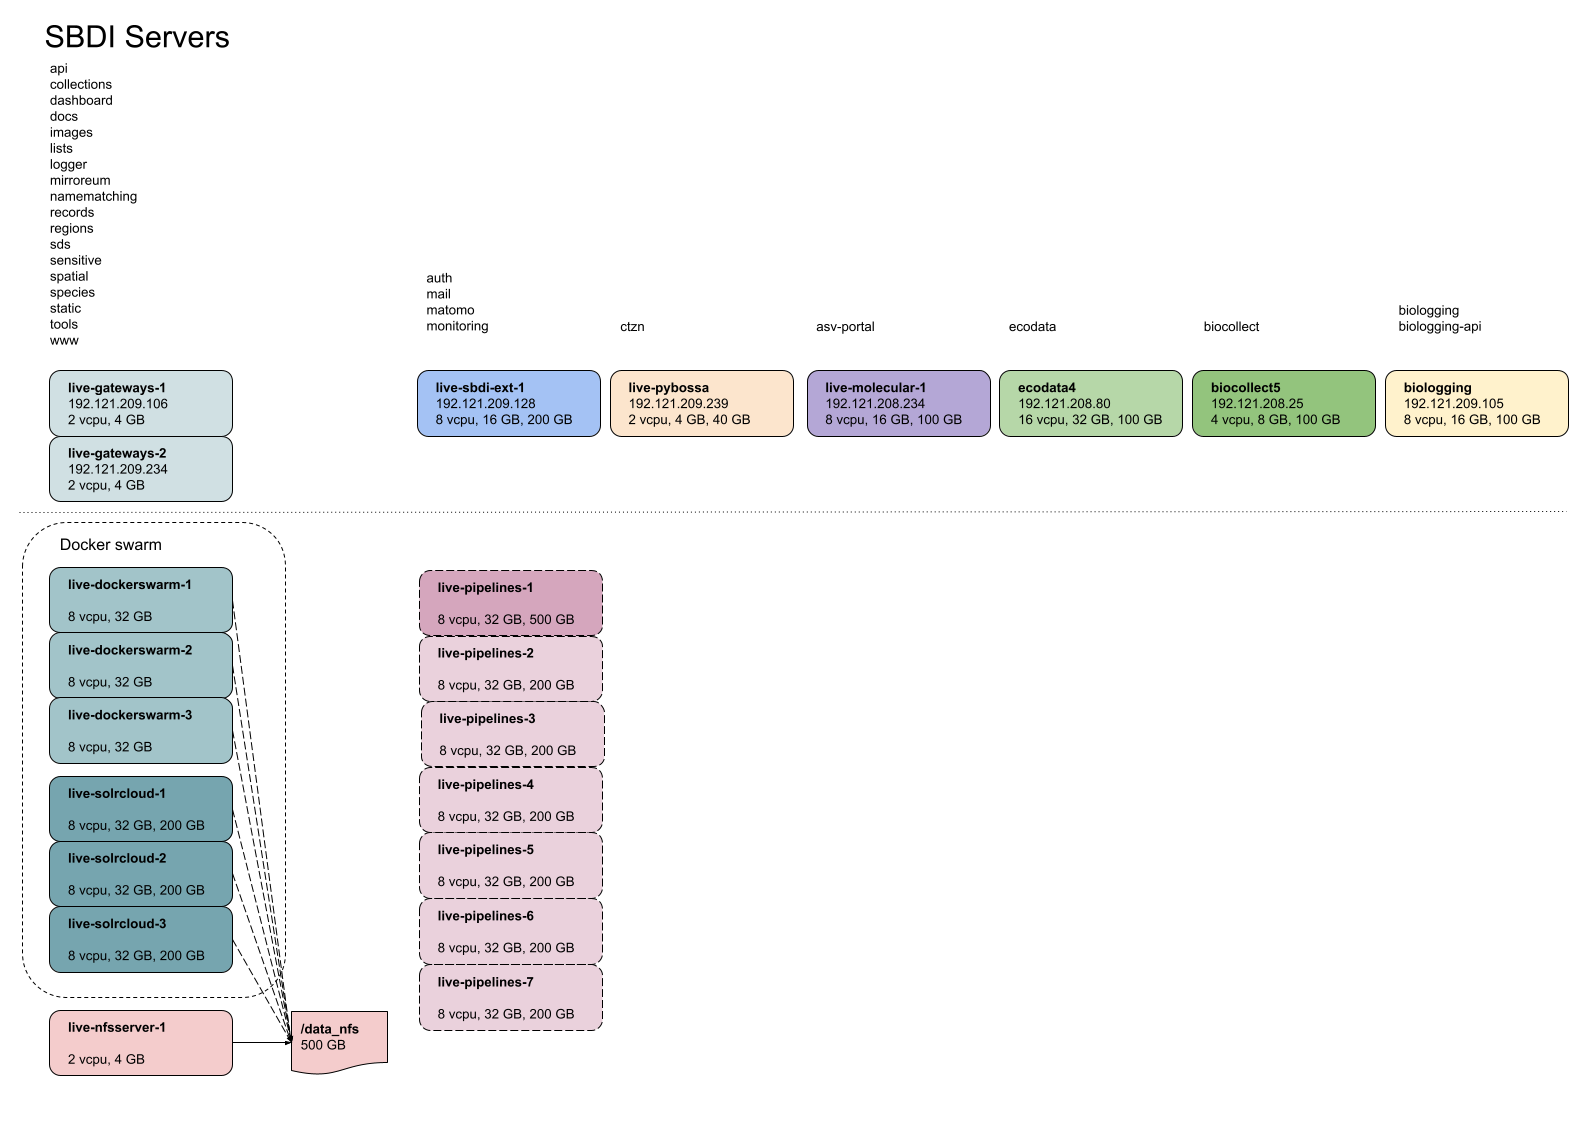 SBDI Servers
api
collections
dashboard
docs
images
lists
logger
mirroreum
namematching
records
regions
sds
sensitive
spatial
species
static
tools
www
auth
mail
matomo
monitoring
ctzn
asv-portal
ecodata
biocollect
biologging
biologging-api
live-gateways-1
192.121.209.106
2 vcpu, 4 GB
live-gateways-2
192.121.209.234
2 vcpu, 4 GB
live-sbdi-ext-1
192.121.209.128
8 vcpu, 16 GB, 200 GB
live-pybossa
192.121.209.239
2 vcpu, 4 GB, 40 GB
live-molecular-1
192.121.208.234
8 vcpu, 16 GB, 100 GB
ecodata4
192.121.208.80
16 vcpu, 32 GB, 100 GB
biocollect5
192.121.208.25
4 vcpu, 8 GB, 100 GB
biologging
192.121.209.105
8 vcpu, 16 GB, 100 GB
Docker swarm
live-dockerswarm-1
8 vcpu, 32 GB
live-dockerswarm-2
8 vcpu, 32 GB
live-dockerswarm-3
8 vcpu, 32 GB
live-solrcloud-1
8 vcpu, 32 GB, 200 GB
live-solrcloud-2
8 vcpu, 32 GB, 200 GB
live-solrcloud-3
8 vcpu, 32 GB, 200 GB
live-nfsserver-1
2 vcpu, 4 GB
/data_nfs
500 GB
live-pipelines-1
8 vcpu, 32 GB, 500 GB
live-pipelines-2
8 vcpu, 32 GB, 200 GB
live-pipelines-3
8 vcpu, 32 GB, 200 GB
live-pipelines-4
8 vcpu, 32 GB, 200 GB
live-pipelines-5
8 vcpu, 32 GB, 200 GB
live-pipelines-6
8 vcpu, 32 GB, 200 GB
live-pipelines-7
8 vcpu, 32 GB, 200 GB